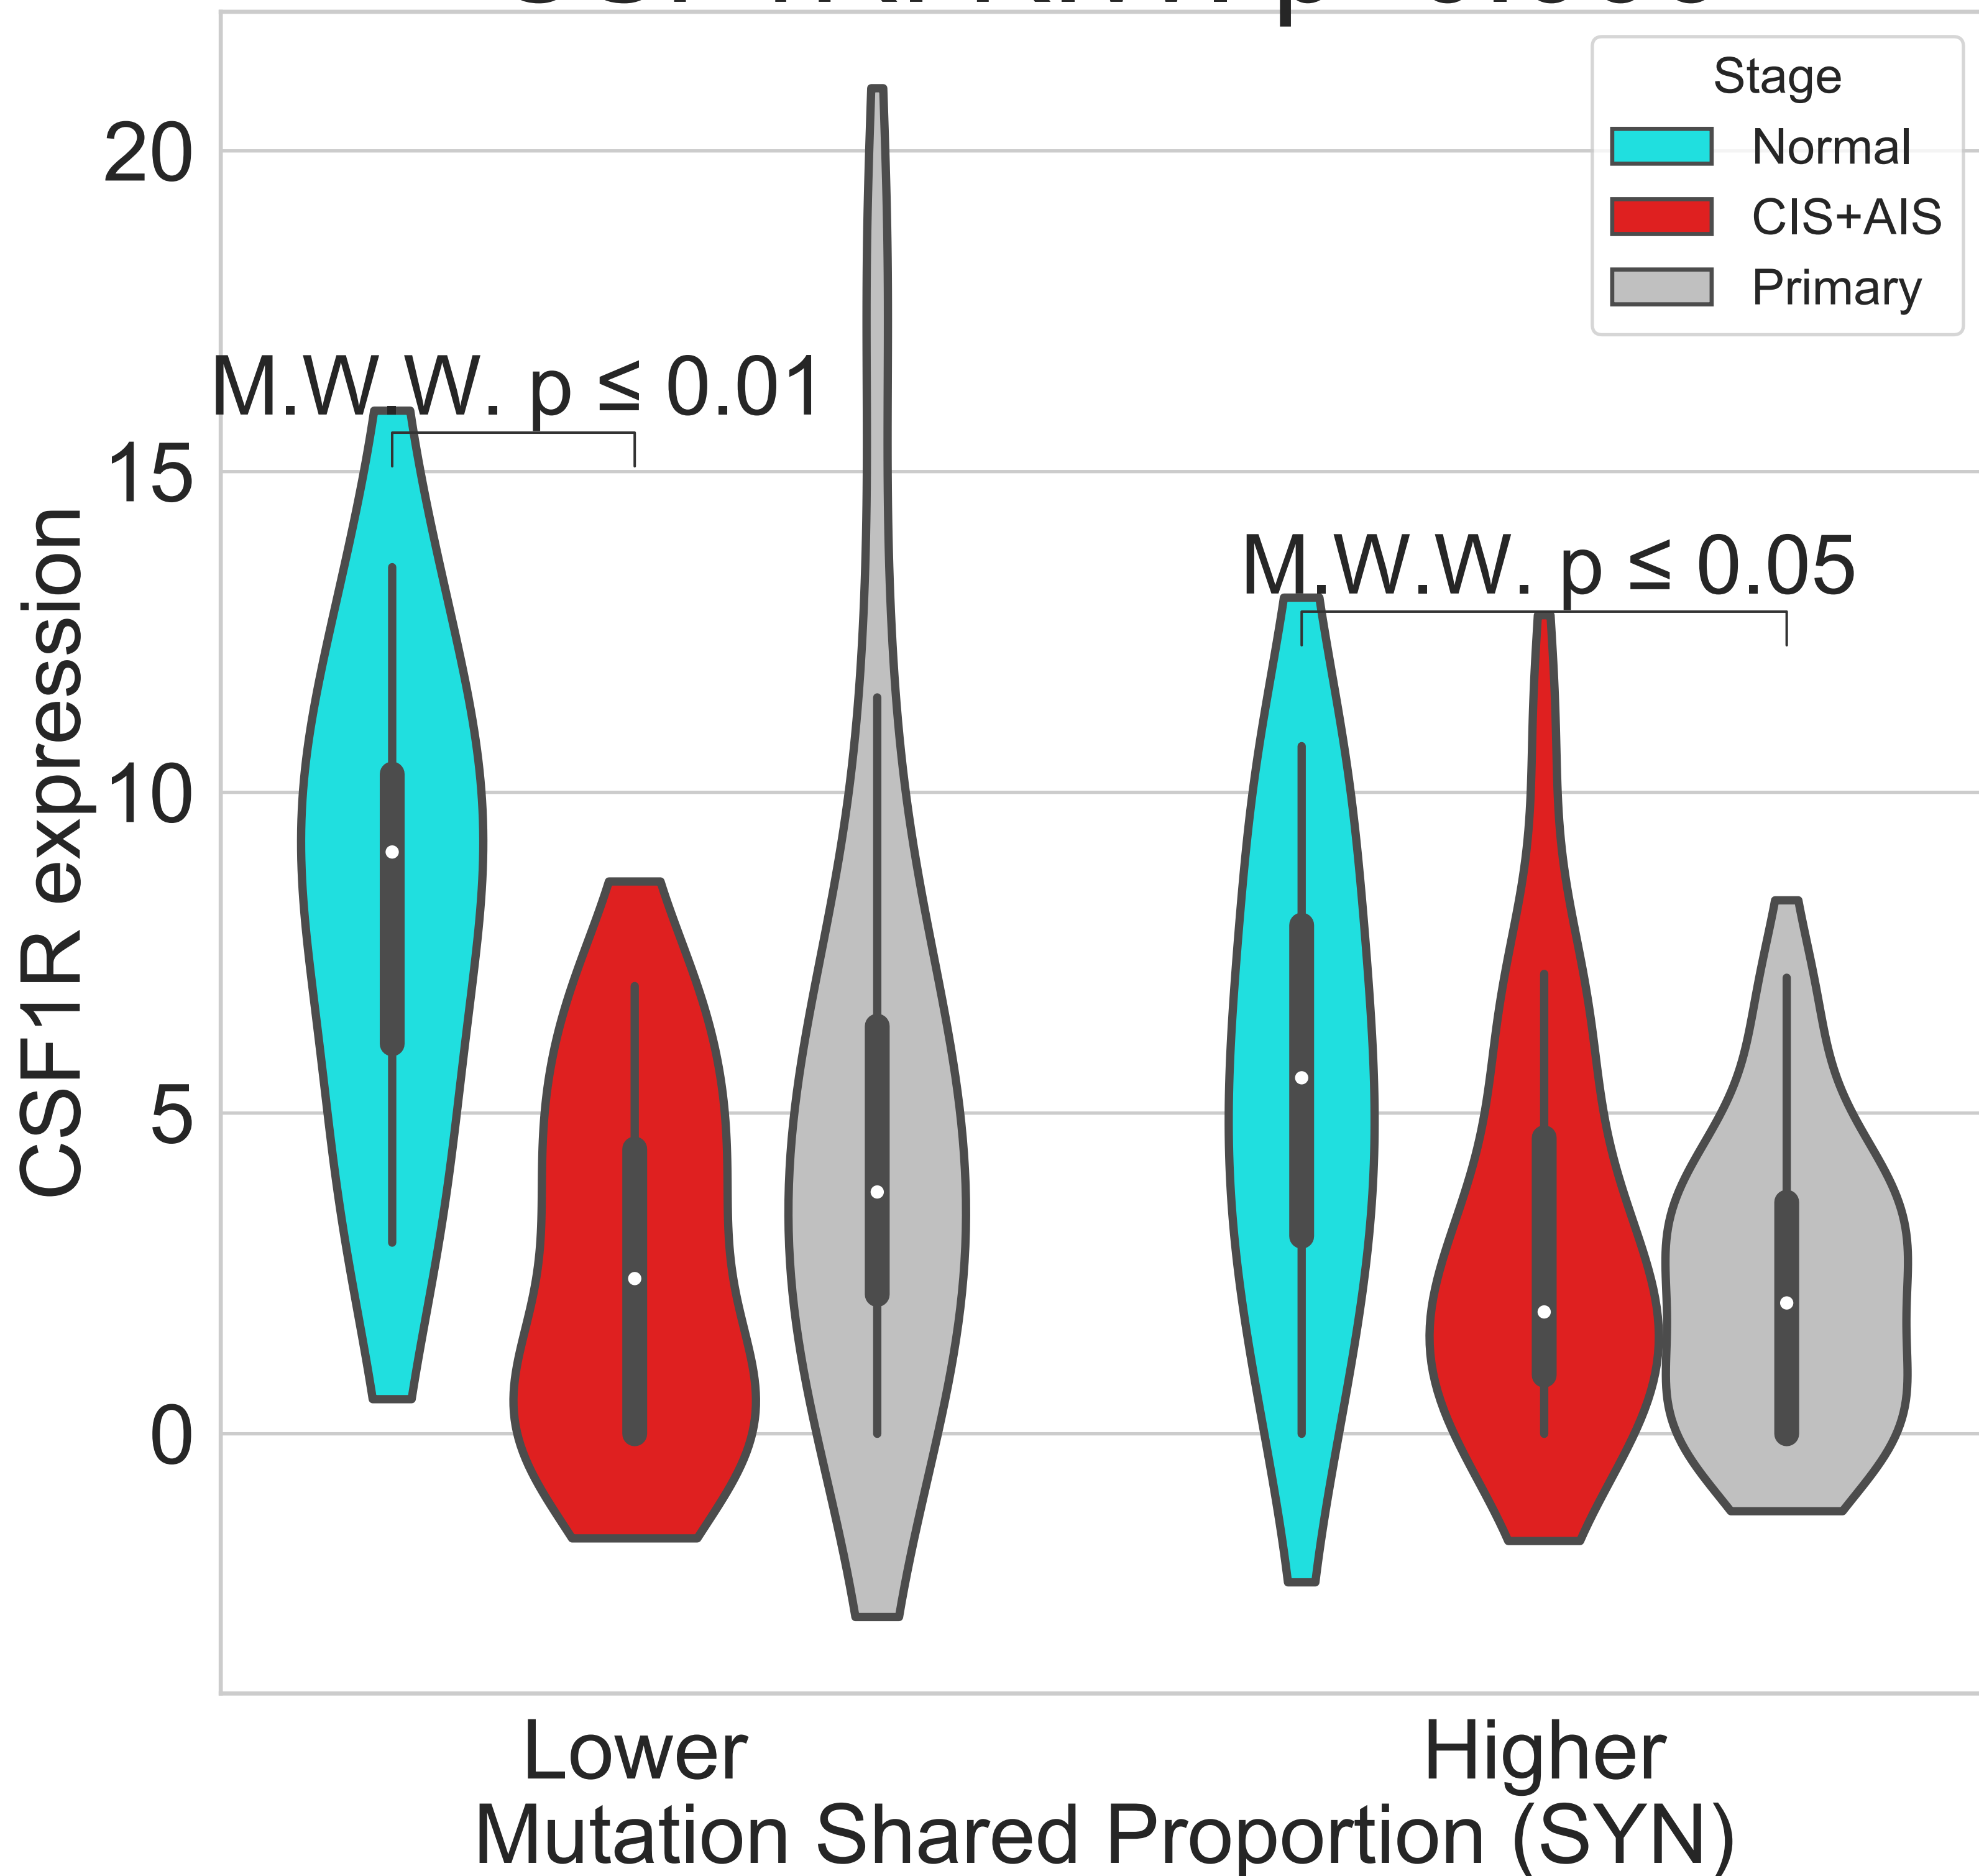 Stage
Normal
CIS+AIS
Primary
20
15
10
5
0
CSF1R expression
M.W.W. p ≤ 0.01
M.W.W. p ≤ 0.05
Lower
Higher
Mutation Shared Proportion (SYN)